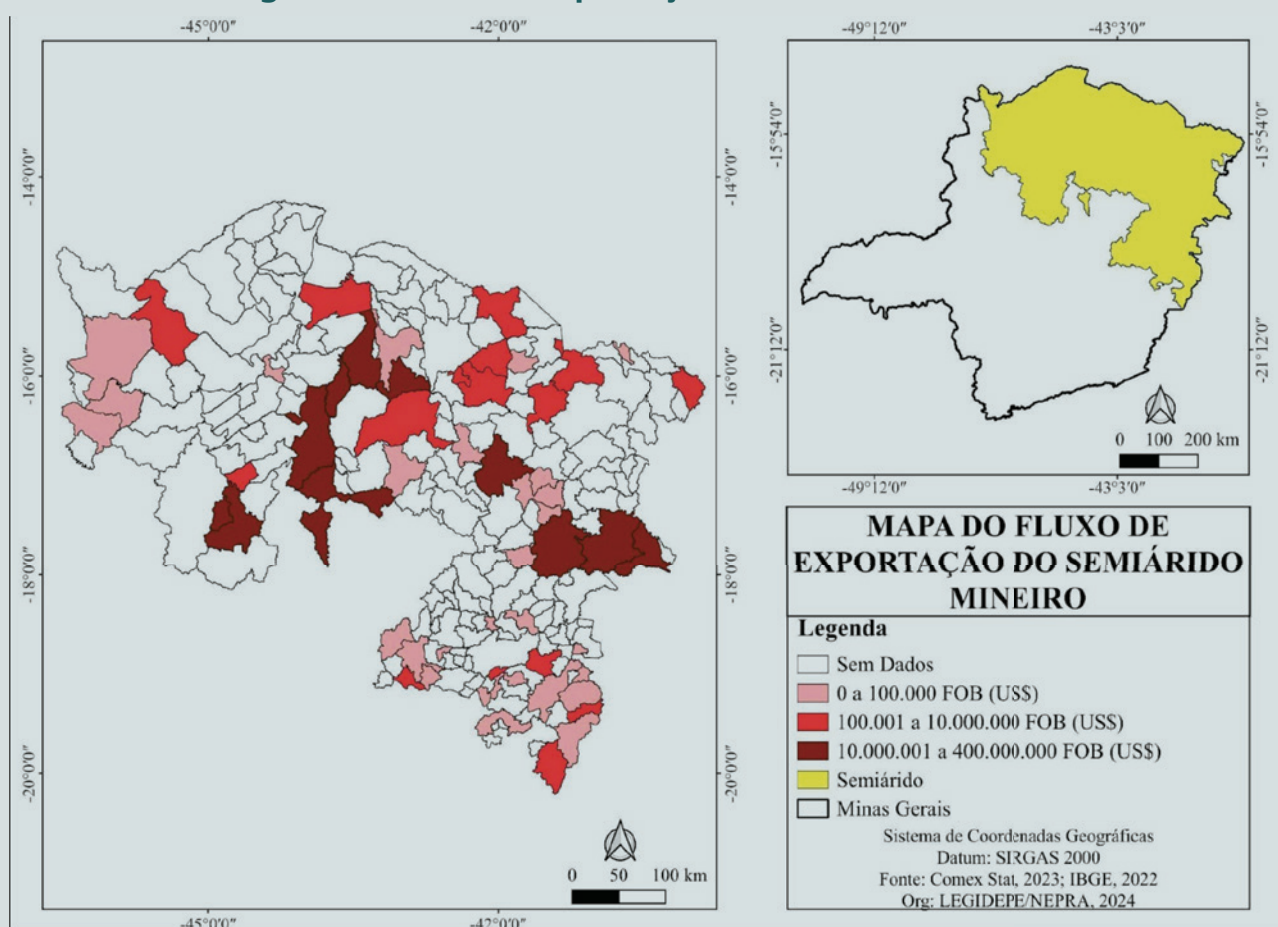 -45°0'0"
-42°0'0"
-14°0'0"
-14°0'0"
-16°0'0"
-16°0'0"
-18°0'0"
-18°0'0"
-20°0'0"
-20°0'0"
0 50 100 km
-45°0'0"
-42°0'0"
-49°12'0"
-43°3'0"
-15°54'0"
-15°54'0"
-21°12'0"
-21°12'0"
0 100 200 km
-49°12'0"
-43°3'0"
MAPA DO FLUXO DE
EXPORTAÇÃO DO SEMIÁRIDO
MINEIRO
Legenda
Sem Dados
0 a 100.000 FOB (US$)
100.001 a 10.000.000 FOB (US$)
10.000.001 a 400.000.000 FOB (US$)
Semiárido
Minas Gerais
Sistema de Coordenadas Geográficas
Datum: SIRGAS 2000
Fonte: Comex Stat, 2023; IBGE, 2022
Org: LEGIDEPE/NEPRA, 2024